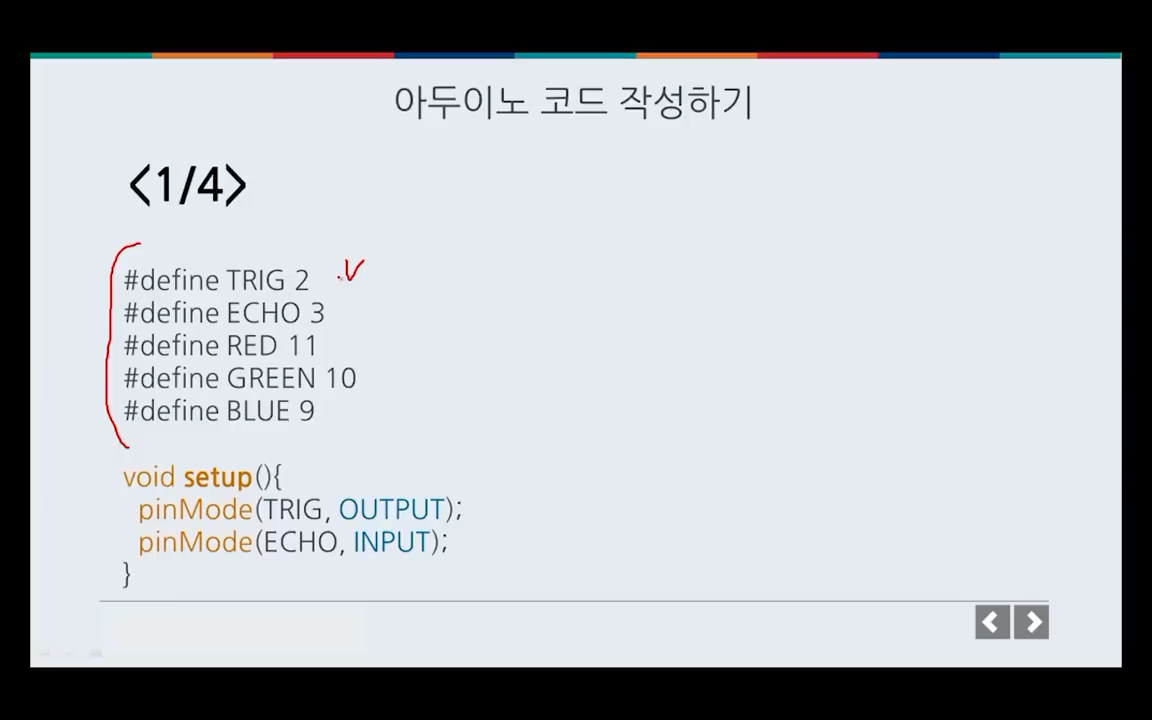 아두이노 코드 작성하기
<1/4>
#define TRIG 2
#define ECHO 3
#define RED 11
#define GREEN 10
#define BLUE 9
void setup(){
pinMode(TRIG, OUTPUT);
pinMode(ECHO, INPUT);
}